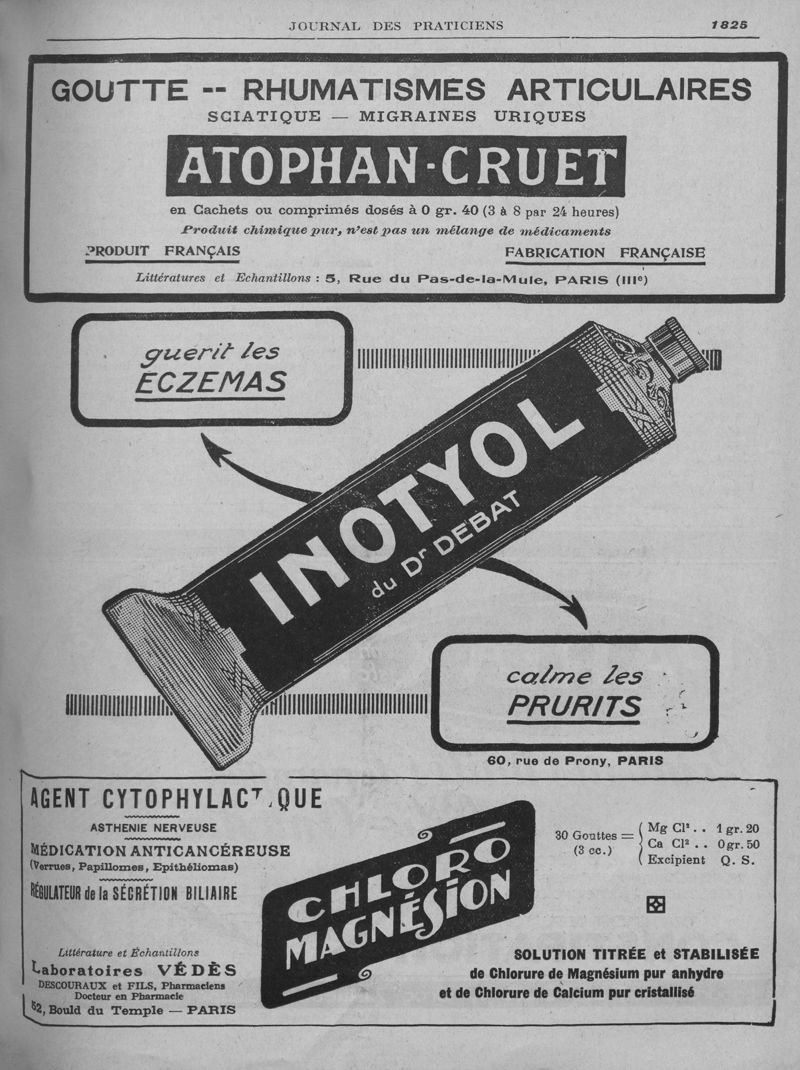 JOURNAL DES PRATICIENS 1825
GOUTTE -- RHUMATISMES ARTICULAIRES
SCIATIQUE — MIGRAINES URIQUES
ATOPHAN-CRUET
en Cachets ou comprimés dosés à 0 gr. 40 (3 à 8 par 24 heures)
Produit chimique pur, n'est pas un mélange de médicaments
PRODUIT FRANÇAIS FABRICATION FRANÇAISE
Littératures et Echantillons : 5, Rue du Pas-de-la-Mule, PARIS (IIIe)
guerit les
ECZEMAS
INOTYOL
du Dr DEBAT
calme les
PRURITS
60, rue de Prony, PARIS
AGENT CYTOPHYLACTIQUE
ASTHENIE NERVEUSE
MÉDICATION ANTICANCÉREUSE
(Verrues, Papillomes, Epithéliomas)
RÉGULATEUR de la SÉCRÉTION BILIAIRE
Littérature et Échantillons
Laboratoires VÉDÈS
DESCOURAUX et FILS, Pharmaciens
Docteur en Pharmacie
52, Bould du Temple — PARIS
CHLORO
MAGNÉSION
30 Gouttes =
(3 cc.)
Mg Cl² . . 1 gr. 20
Ca Cl² . . 0 gr. 50
Excipient Q. S.
SOLUTION TITRÉE et STABILISÉE
de Chlorure de Magnésium pur anhydre
et de Chlorure de Calcium pur cristallisé